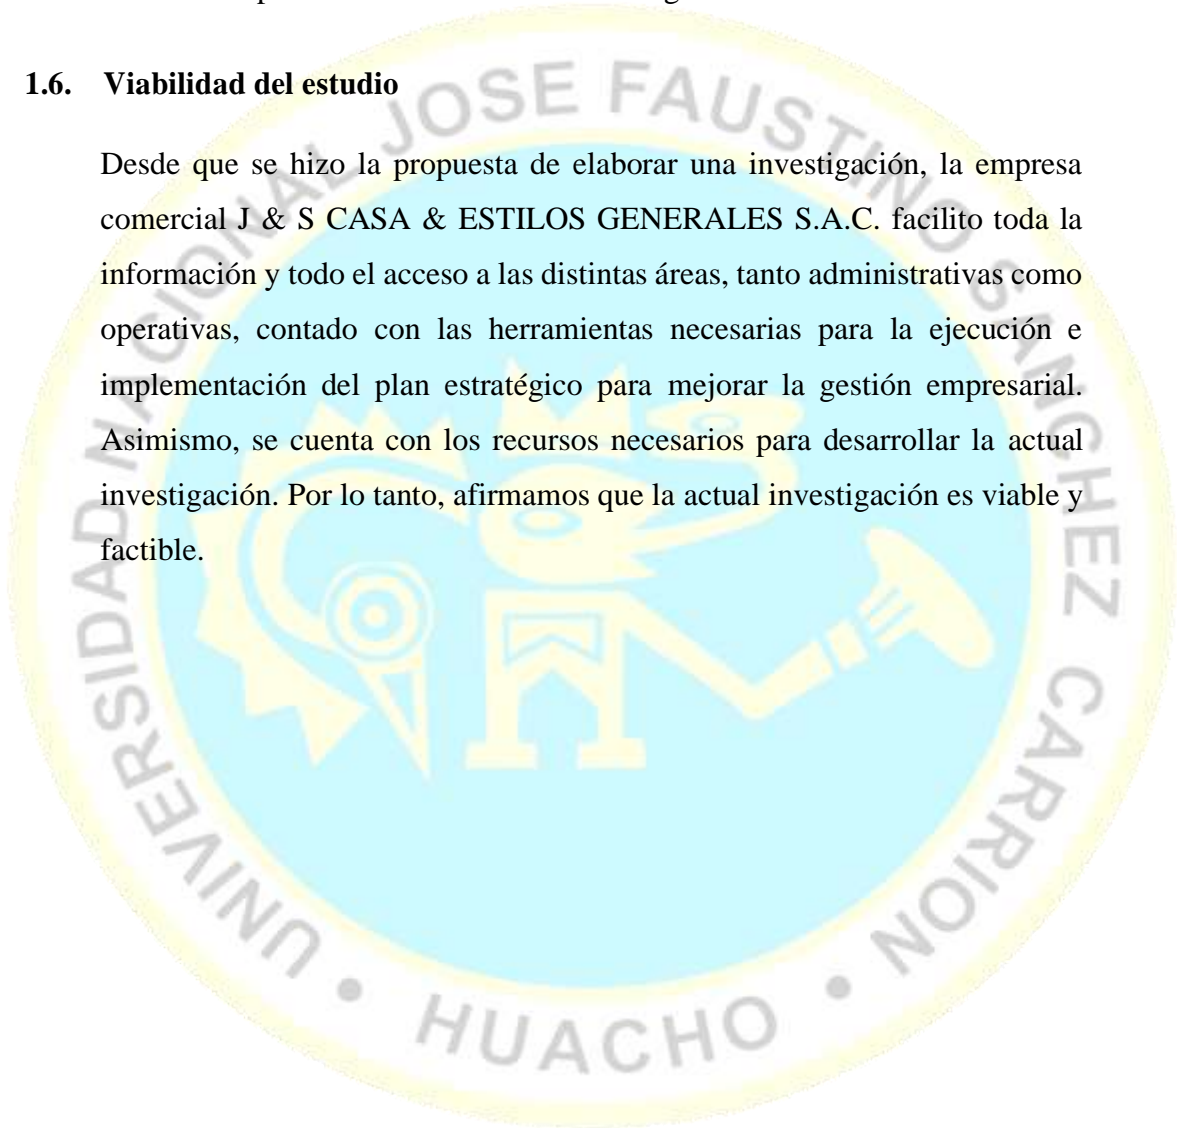 1.6. Viabilidad del estudio
Desde que se hizo la propuesta de elaborar una investigación, la empresa
comercial J & S CASA & ESTILOS GENERALES S.A.C. facilito toda la
información y todo el acceso a las distintas áreas, tanto administrativas como
operativas, contado con las herramientas necesarias para la ejecución e
implementación del plan estratégico para mejorar la gestión empresarial.
Asimismo, se cuenta con los recursos necesarios para desarrollar la actual
investigación. Por lo tanto, afirmamos que la actual investigación es viable y
factible.
UNIVERSIDAD NACIONAL JOSE FAUSTINO SANCHEZ CARRION
• HUACHO •